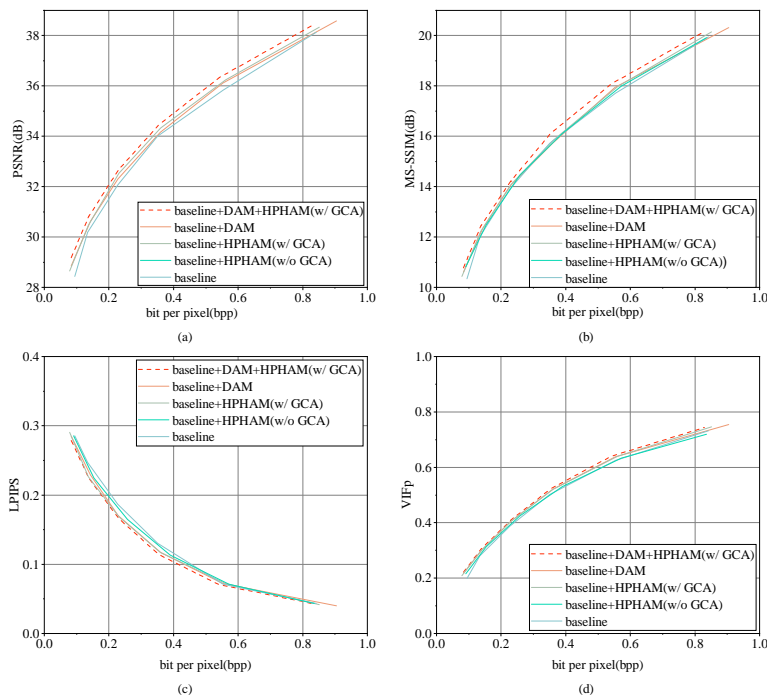 38
36
34
32
30
28
PSNR(dB)
baseline+DAM+HPHAM(w/ GCA)
baseline+DAM
baseline+HPHAM(w/ GCA)
baseline+HPHAM(w/o GCA)
baseline
0.0 0.2 0.4 0.6 0.8 1.0
bit per pixel(bpp)
(a)
20
18
16
14
12
10
MS-SSIM(dB)
baseline+DAM+HPHAM(w/ GCA)
baseline+DAM
baseline+HPHAM(w/ GCA)
baseline+HPHAM(w/o GCA))
baseline
0.0 0.2 0.4 0.6 0.8 1.0
bit per pixel(bpp)
(b)
0.4
0.3
0.2
0.1
0.0
LPIPS
baseline+DAM+HPHAM(w/ GCA)
baseline+DAM
baseline+HPHAM(w/ GCA)
baseline+HPHAM(w/o GCA)
baseline
0.0 0.2 0.4 0.6 0.8 1.0
bit per pixel(bpp)
(c)
1.0
0.8
0.6
0.4
0.2
0.0
VIFp
baseline+DAM+HPHAM(w/ GCA)
baseline+DAM
baseline+HPHAM(w/ GCA)
baseline+HPHAM(w/o GCA)
baseline
0.0 0.2 0.4 0.6 0.8 1.0
bit per pixel(bpp)
(d)